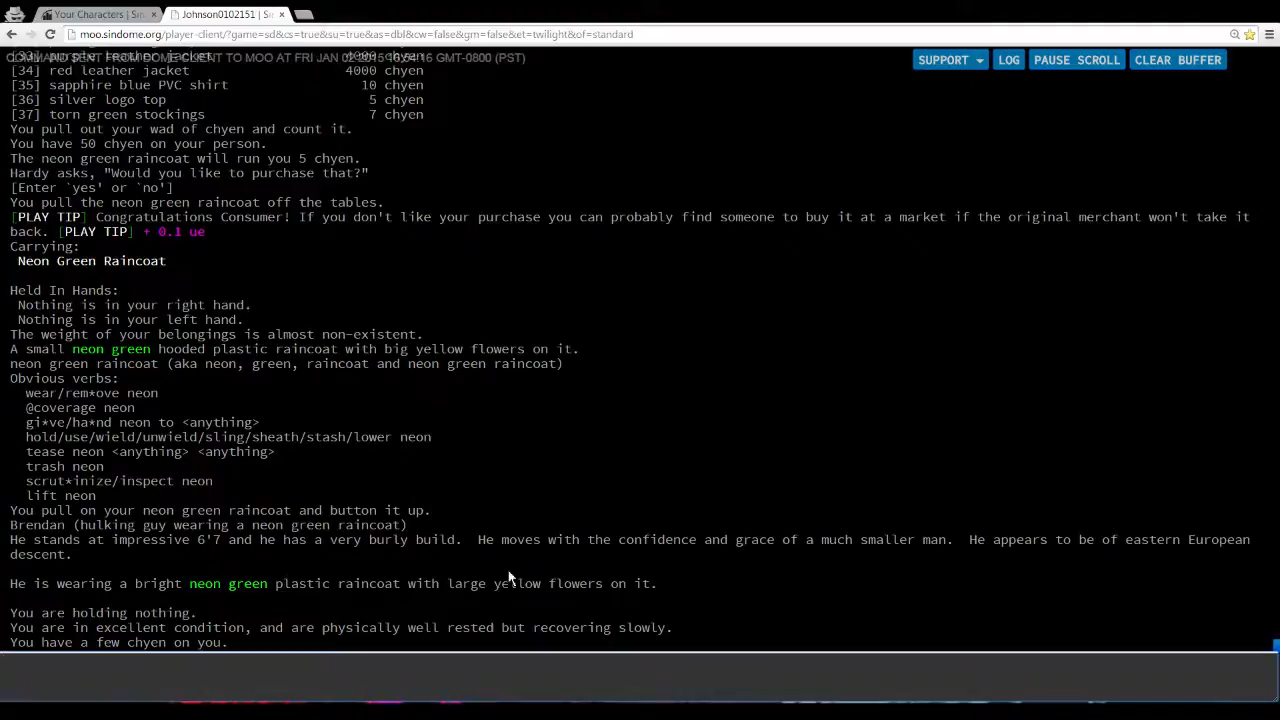 Your Characters | Sin
Johnson0102151 | Si
moo.sindome.org/player-client/?game=sd&cs=true&su=true&as=dbl&cw=false&gm=false&et=twilight&of=standard
SUPPORT LOG PAUSE SCROLL CLEAR BUFFER
[34] red leather jacket 4000 chyen
[35] sapphire blue PVC shirt 10 chyen
[36] silver logo top 5 chyen
[37] torn green stockings 7 chyen
You pull out your wad of chyen and count it.
You have 50 chyen on your person.
The neon green raincoat will run you 5 chyen.
Hardy asks, "Would you like to purchase that?"
[Enter `yes' or `no']
You pull the neon green raincoat off the tables.
[PLAY TIP] Congratulations Consumer! If you don't like your purchase you can probably find someone to buy it at a market if the original merchant won't take it
back. [PLAY TIP] + 0.1 ue
Carrying:
Neon Green Raincoat
Held In Hands:
Nothing is in your right hand.
Nothing is in your left hand.
The weight of your belongings is almost non-existent.
A small neon green hooded plastic raincoat with big yellow flowers on it.
neon green raincoat (aka neon, green, raincoat and neon green raincoat)
Obvious verbs:
wear/rem*ove neon
@coverage neon
gi*ve/ha*nd neon to <anything>
hold/use/wield/unwield/sling/sheath/stash/lower neon
tease neon <anything> <anything>
trash neon
scrut*inize/inspect neon
lift neon
You pull on your neon green raincoat and button it up.
Brendan (hulking guy wearing a neon green raincoat)
He stands at impressive 6'7 and he has a very burly build. He moves with the confidence and grace of a much smaller man. He appears to be of eastern European
descent.
He is wearing a bright neon green plastic raincoat with large yellow flowers on it.
You are holding nothing.
You are in excellent condition, and are physically well rested but recovering slowly.
You have a few chyen on you.